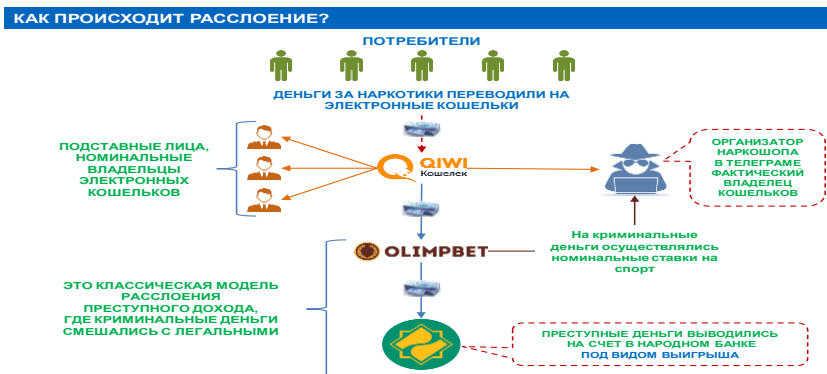 КАК ПРОИСХОДИТ РАССЛОЕНИЕ?
ПОТРЕБИТЕЛИ
ДЕНЬГИ ЗА НАРКОТИКИ ПЕРЕВОДИЛИ НА
ЭЛЕКТРОННЫЕ КОШЕЛЬКИ
ПОДСТАВНЫЕ ЛИЦА,
НОМИНАЛЬНЫЕ
ВЛАДЕЛЬЦЫ
ЭЛЕКТРОННЫХ
КОШЕЛЬКОВ
QIWI
Кошелек
ОРГАНИЗАТОР
НАРКОШОПА
В ТЕЛЕГРАМЕ
ФАКТИЧЕСКИЙ
ВЛАДЕЛЕЦ
КОШЕЛЬКОВ
OLIMPBET
На криминальные
деньги осуществлялись
номинальные ставки на
спорт
ЭТО КЛАССИЧЕСКАЯ МОДЕЛЬ
РАССЛОЕНИЯ
ПРЕСТУПНОГО ДОХОДА,
ГДЕ КРИМИНАЛЬНЫЕ ДЕНЬГИ
СМЕШАЛИСЬ С ЛЕГАЛЬНЫМИ
ПРЕСТУПНЫЕ ДЕНЬГИ ВЫВОДИЛИСЬ
НА СЧЕТ В НАРОДНОМ БАНКЕ
ПОД ВИДОМ ВЫИГРЫША